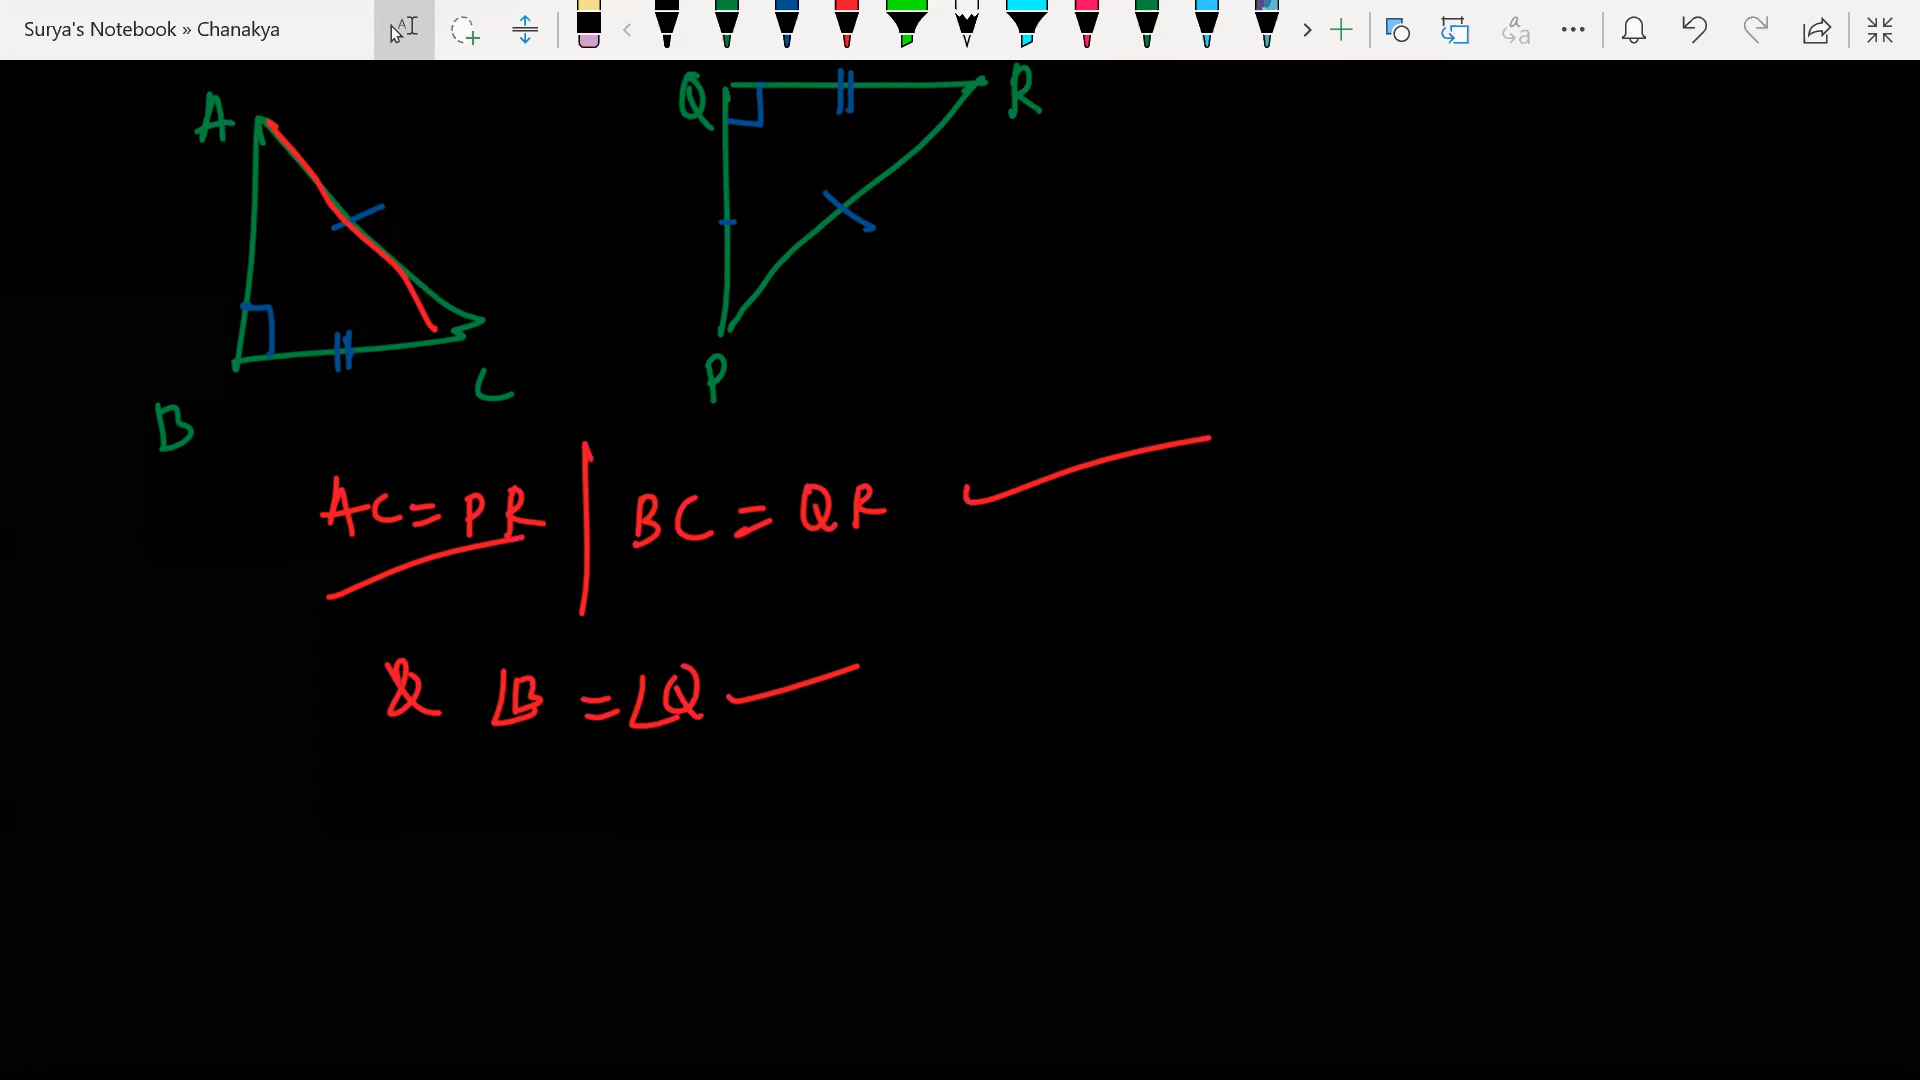 Surya's Notebook » Chanakya
A
Q
R
B
C
P
AC = PR | BC = QR
& ∠B = ∠Q